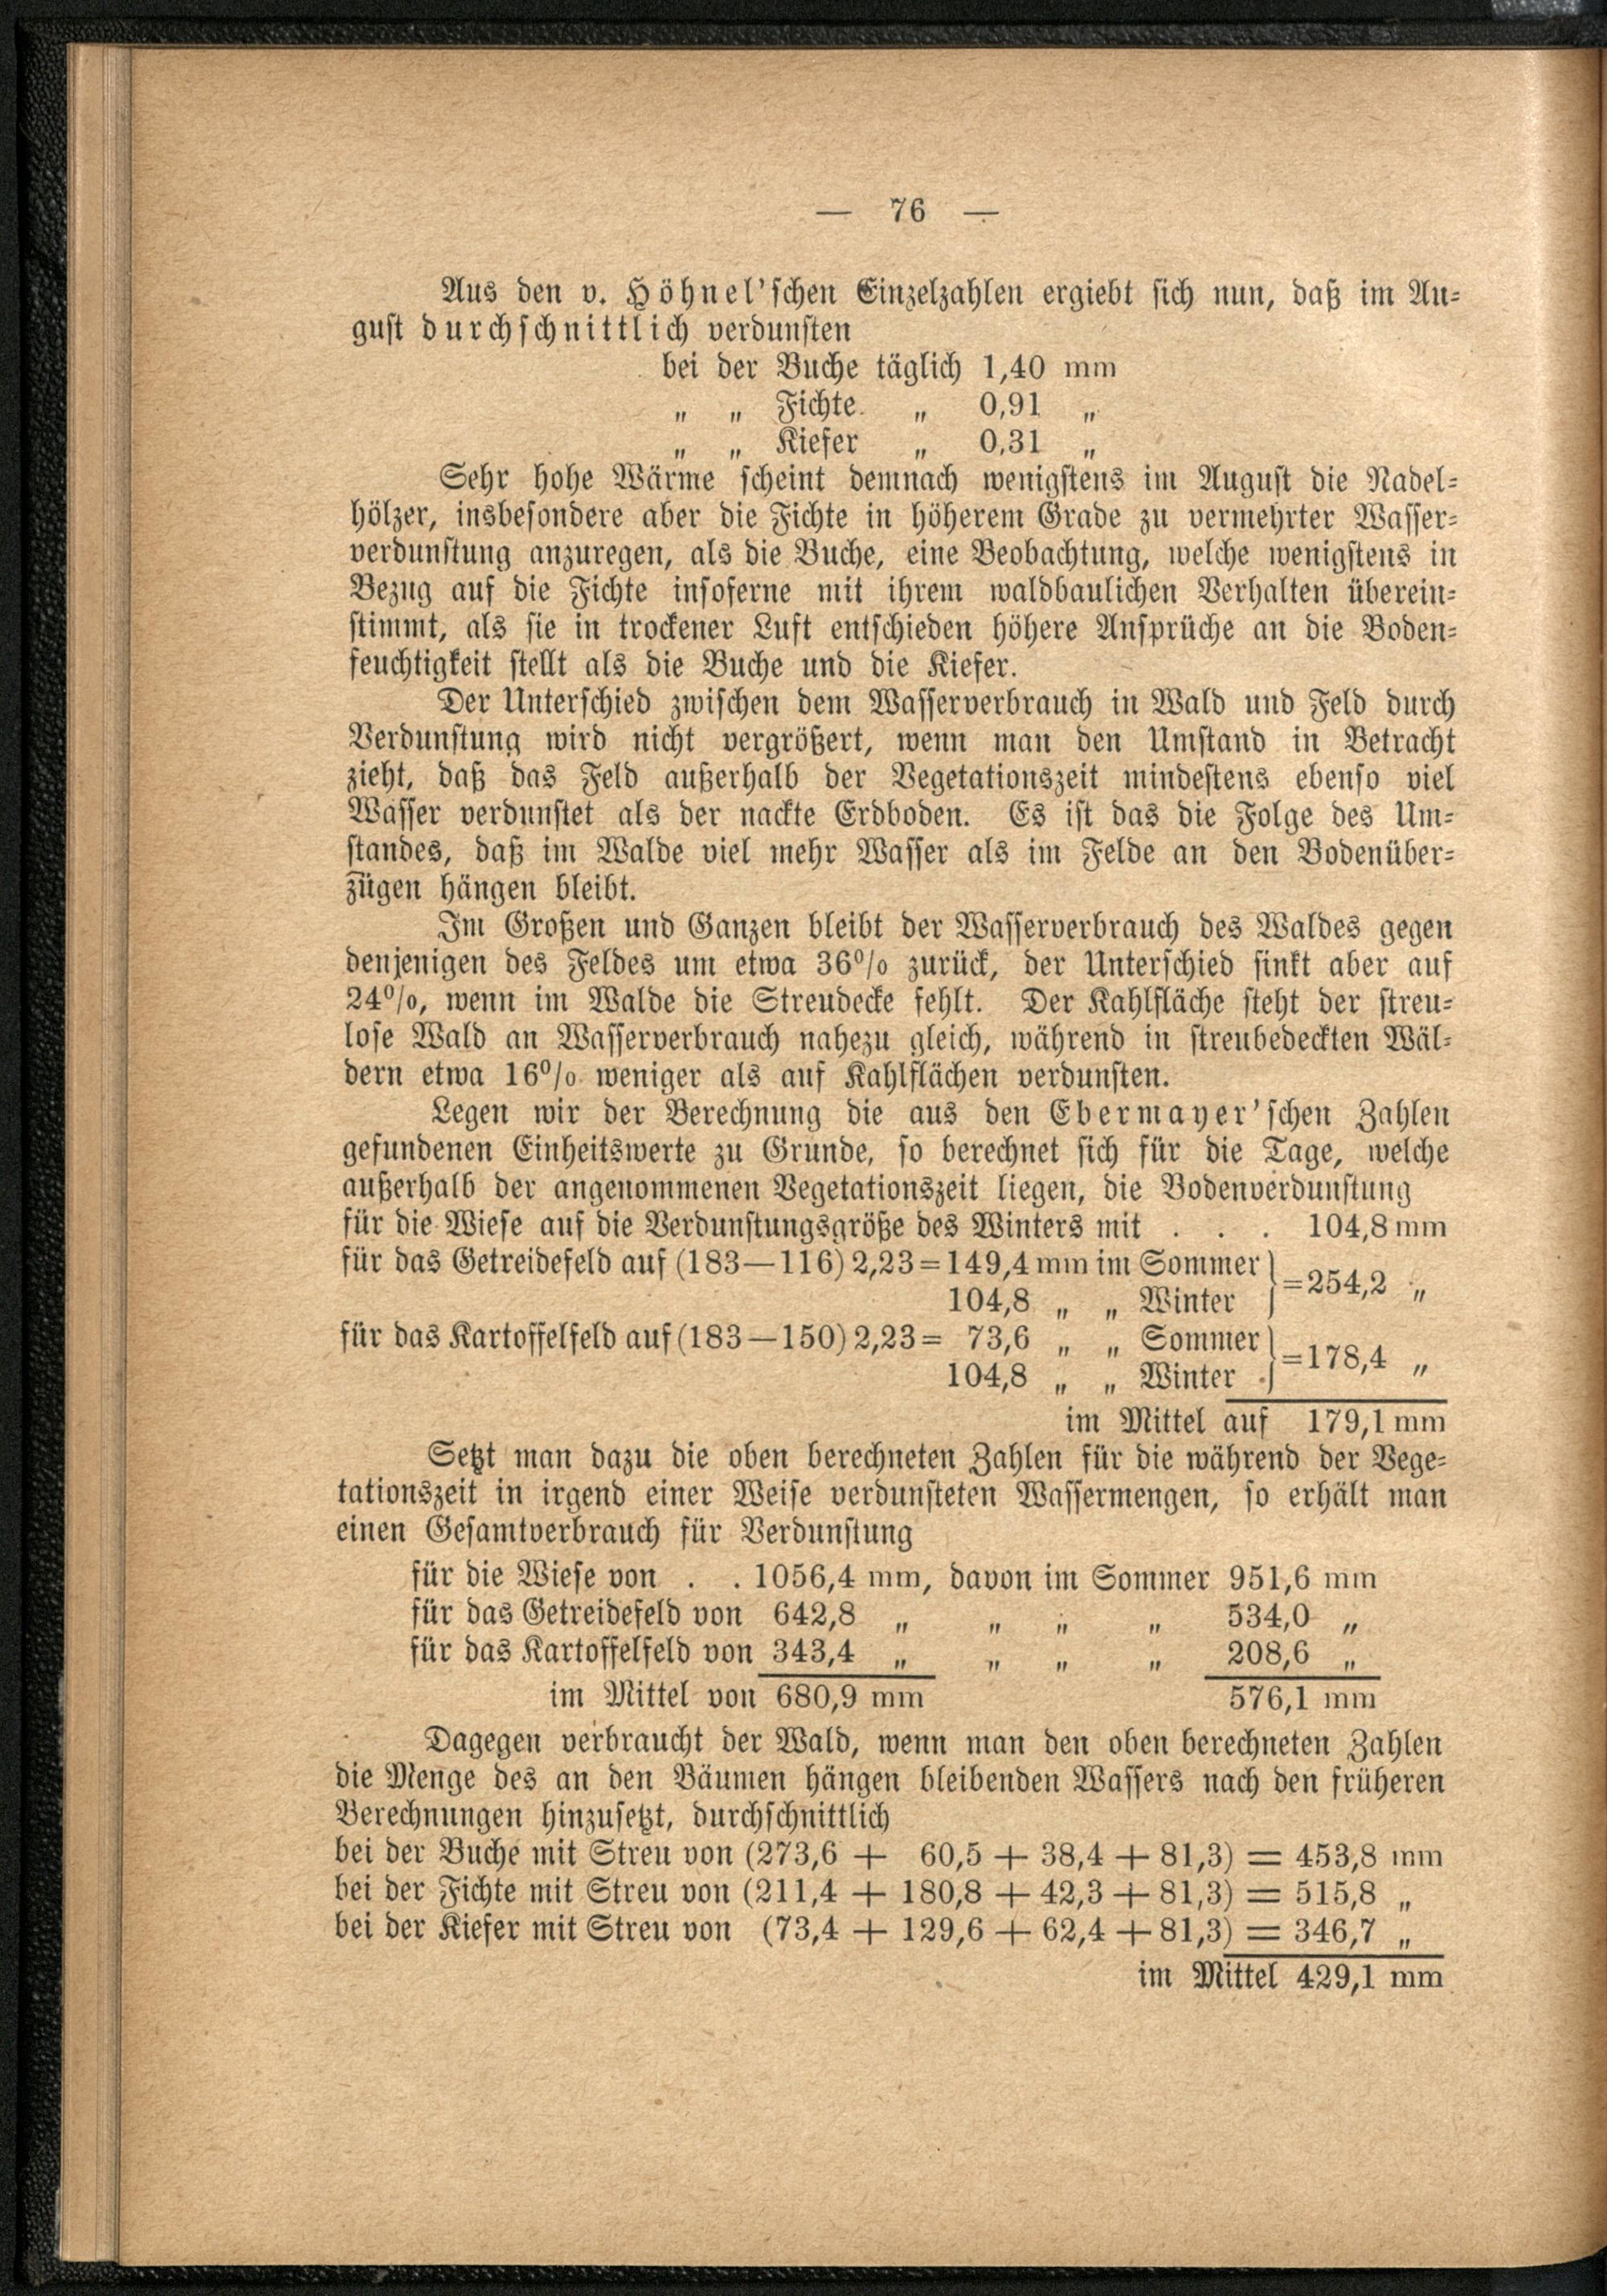 — 76 —
Aus den v. Höhnel'schen Einzelzahlen ergiebt sich nun, daß im Au-
gust durchschnittlich verdunsten
bei der Buche täglich 1,40 mm
„ „ Fichte „ 0,91 „
„ „ Kiefer „ 0,31 „
Sehr hohe Wärme scheint demnach wenigstens im August die Nadel-
hölzer, insbesondere aber die Fichte in höherem Grade zu vermehrter Wasser-
verdunstung anzuregen, als die Buche, eine Beobachtung, welche wenigstens in
Bezug auf die Fichte insoferne mit ihrem waldbaulichen Verhalten überein-
stimmt, als sie in trockener Luft entschieden höhere Ansprüche an die Boden-
feuchtigkeit stellt als die Buche und die Kiefer.
Der Unterschied zwischen dem Wasserverbrauch in Wald und Feld durch
Verdunstung wird nicht vergrößert, wenn man den Umstand in Betracht
zieht, daß das Feld außerhalb der Vegetationszeit mindestens ebenso viel
Wasser verdunstet als der nackte Erdboden. Es ist das die Folge des Um-
standes, daß im Walde viel mehr Wasser als im Felde an den Bodenüber-
zügen hängen bleibt.
Im Großen und Ganzen bleibt der Wasserverbrauch des Waldes gegen
denjenigen des Feldes um etwa 36% zurück, der Unterschied sinkt aber auf
24%, wenn im Walde die Streudecke fehlt. Der Kahlfläche steht der streu-
lose Wald an Wasserverbrauch nahezu gleich, während in streubedeckten Wäl-
dern etwa 16% weniger als auf Kahlflächen verdunsten.
Legen wir der Berechnung die aus den Ebermayer'schen Zahlen
gefundenen Einheitswerte zu Grunde, so berechnet sich für die Tage, welche
außerhalb der angenommenen Vegetationszeit liegen, die Bodenverdunstung
für die Wiese auf die Verdunstungsgröße des Winters mit . . . 104,8 mm
für das Getreidefeld auf (183—116) 2,23 = 149,4 mm im Sommer } = 254,2 „
104,8 „ „ Winter
für das Kartoffelfeld auf (183—150) 2,23 = 73,6 „ „ Sommer } = 178,4 „
104,8 „ „ Winter
im Mittel auf 179,1 mm
Setzt man dazu die oben berechneten Zahlen für die während der Vege-
tationszeit in irgend einer Weise verdunsteten Wassermengen, so erhält man
einen Gesamtverbrauch für Verdunstung
für die Wiese von . . 1056,4 mm, davon im Sommer 951,6 mm
für das Getreidefeld von 642,8 „ „ „ „ 534,0 „
für das Kartoffelfeld von 343,4 „ „ „ „ 208,6 „
im Mittel von 680,9 mm 576,1 mm
Dagegen verbraucht der Wald, wenn man den oben berechneten Zahlen
die Menge des an den Bäumen hängen bleibenden Wassers nach den früheren
Berechnungen hinzusetzt, durchschnittlich
bei der Buche mit Streu von (273,6 + 60,5 + 38,4 + 81,3) = 453,8 mm
bei der Fichte mit Streu von (211,4 + 180,8 + 42,3 + 81,3) = 515,8 „
bei der Kiefer mit Streu von (73,4 + 129,6 + 62,4 + 81,3) = 346,7 „
im Mittel 429,1 mm